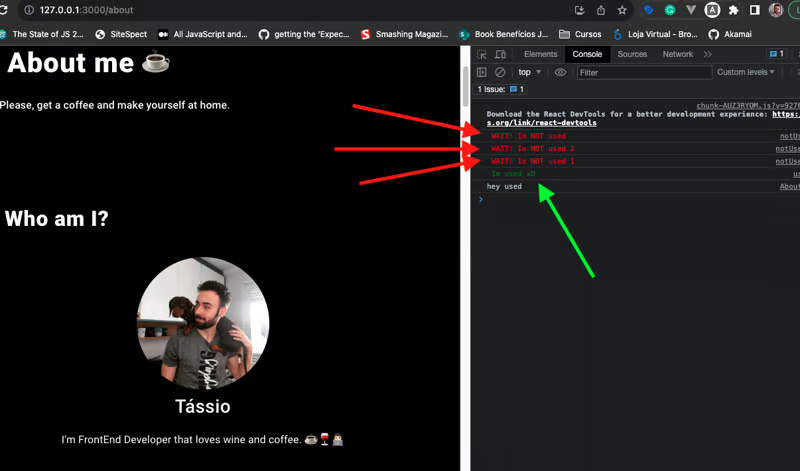 127.0.0.1:3000/about
The State of JS 2... SiteSpect All JavaScript and... getting the 'Expec... Smashing Magazi... Book Benefícios J... Cursos Loja Virtual - Bro... Akamai
About me
Please, get a coffee and make yourself at home.
Who am I?
Tássio
I'm FrontEnd Developer that loves wine and coffee.
Elements Console Sources Network 1
top Filter Custom levels
1 Issue: 1
chunk-AUZ3RYOM.js?v=927
Download the React DevTools for a better development experience: https:
s.org/link/react-devtools
WAIT! Im NOT used notUs
WAIT! Im NOT used 2 notUs
WAIT! Im NOT used 1 notUs
Im used xD us
hey used About